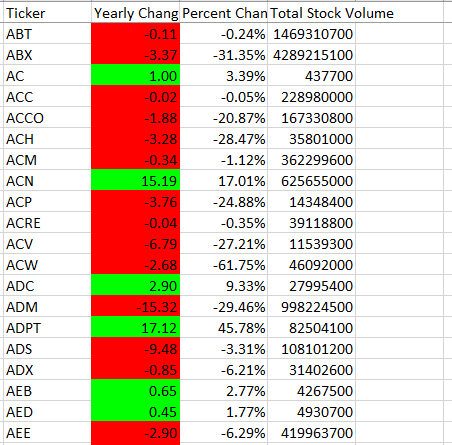 Ticker Yearly Chang Percent Chan Total Stock Volume
ABT -0.11 -0.24% 1469310700
ABX -3.37 -31.35% 4289215100
AC 1.00 3.39% 437700
ACC -0.02 -0.05% 228980000
ACCO -1.88 -20.87% 167330800
ACH -3.28 -28.47% 35801000
ACM -0.34 -1.12% 362299600
ACN 15.19 17.01% 625655000
ACP -3.76 -24.88% 14348400
ACRE -0.04 -0.35% 39118800
ACV -6.79 -27.21% 11539300
ACW -2.68 -61.75% 46092000
ADC 2.90 9.33% 27995400
ADM -15.32 -29.46% 998224500
ADPT 17.12 45.78% 82504100
ADS -9.48 -3.31% 108101200
ADX -0.85 -6.21% 31402600
AEB 0.65 2.77% 4267500
AED 0.45 1.77% 4930700
AEE -2.90 -6.29% 419963700